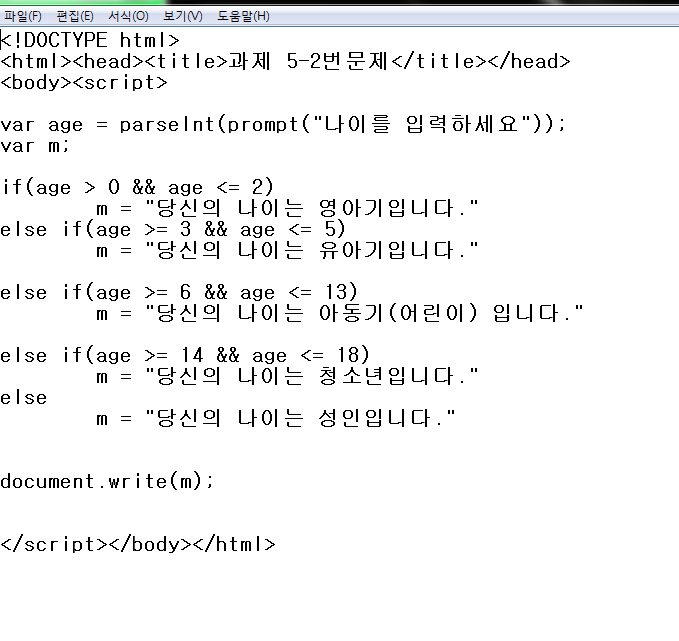 파일(F) 편집(E) 서식(O) 보기(V) 도움말(H)
<!DOCTYPE html>
<html><head><title>과제 5-2번문제</title></head>
<body><script>
var age = parseInt(prompt("나이를 입력하세요"));
var m;
if(age > 0 && age <= 2)
m = "당신의 나이는 영아기입니다."
else if(age >= 3 && age <= 5)
m = "당신의 나이는 유아기입니다."
else if(age >= 6 && age <= 13)
m = "당신의 나이는 아동기(어린이) 입니다."
else if(age >= 14 && age <= 18)
m = "당신의 나이는 청소년입니다."
else
m = "당신의 나이는 성인입니다."
document.write(m);
</script></body></html>